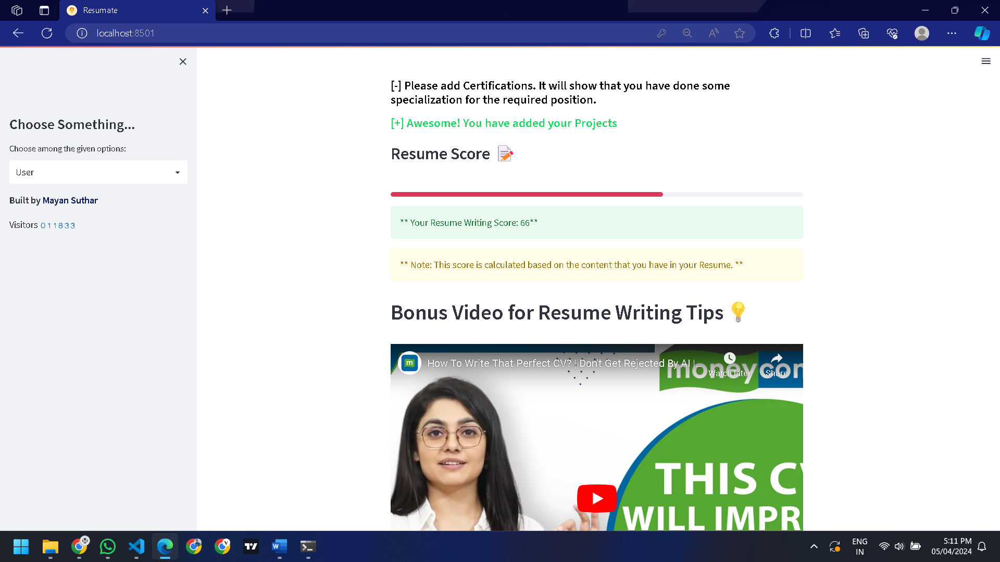 Resumate
localhost:8501
Choose Something...
Choose among the given options:
User
Built by Mayan Suthar
Visitors 011833
[-] Please add Certifications. It will show that you have done some
specialization for the required position.
[+] Awesome! You have added your Projects
Resume Score
** Your Resume Writing Score: 66**
** Note: This score is calculated based on the content that you have in your Resume. **
Bonus Video for Resume Writing Tips
m
How To Write That Perfect CV? | Don't Get Rejected By AI |...
Watch later
Share
moneycon
THIS CV
WILL IMPR
ENG
IN
5:11 PM
05/04/2024